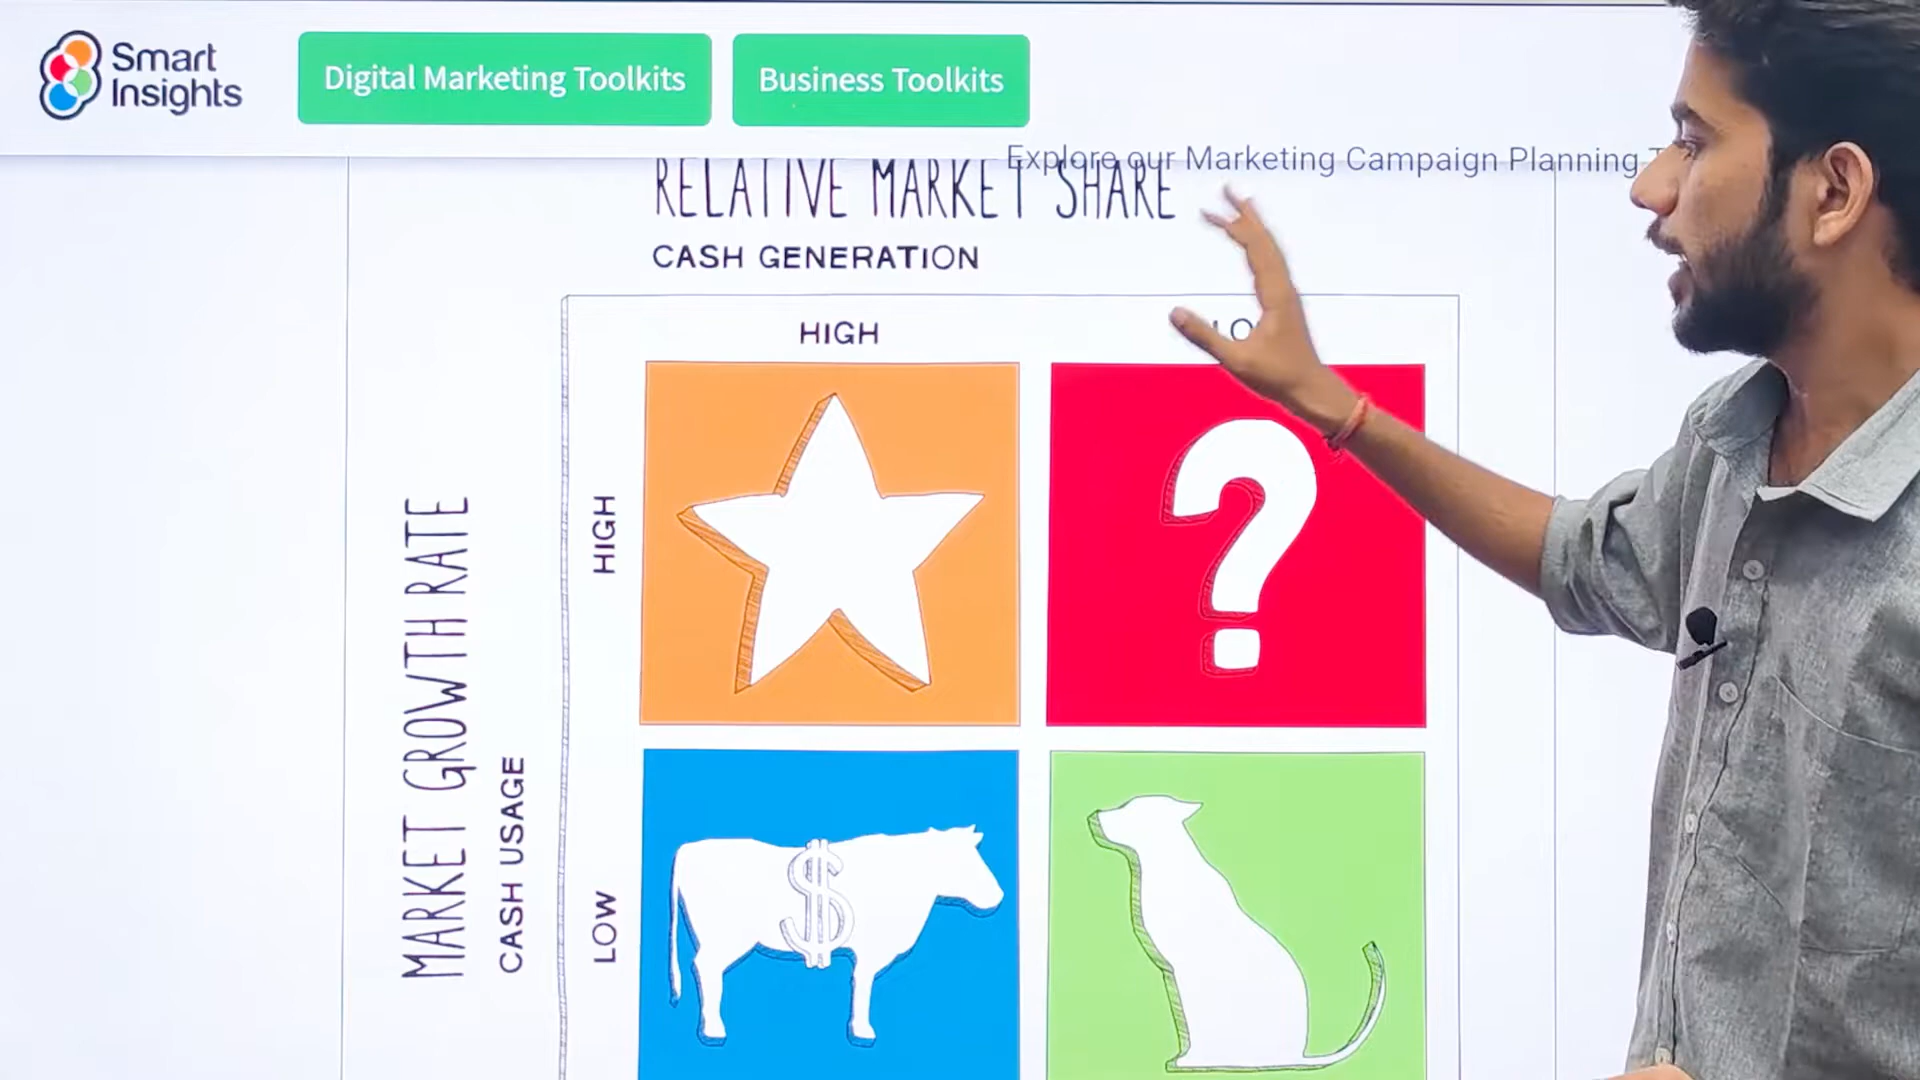 Smart
Insights
Digital Marketing Toolkits
Business Toolkits
Explore our Marketing Campaign Planning
RELATIVE MARKET SHARE
CASH GENERATION
HIGH
MARKET GROWTH RATE
CASH USAGE
HIGH
LOW
$